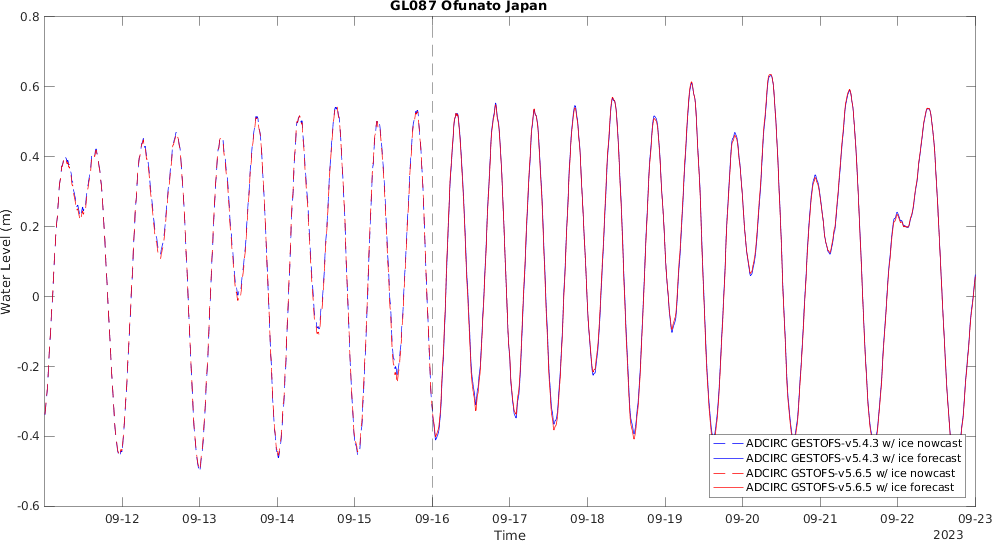 GL087 Ofunato Japan
0.8
0.6
0.4
0.2
0
-0.2
-0.4
-0.6
Water Level (m)
09-12 09-13 09-14 09-15 09-16 09-17 09-18 09-19 09-20 09-21 09-22 09-23
Time
2023
ADCIRC GESTOFS-v5.4.3 w/ ice nowcast
ADCIRC GESTOFS-v5.4.3 w/ ice forecast
ADCIRC GSTOFS-v5.6.5 w/ ice nowcast
ADCIRC GSTOFS-v5.6.5 w/ ice forecast